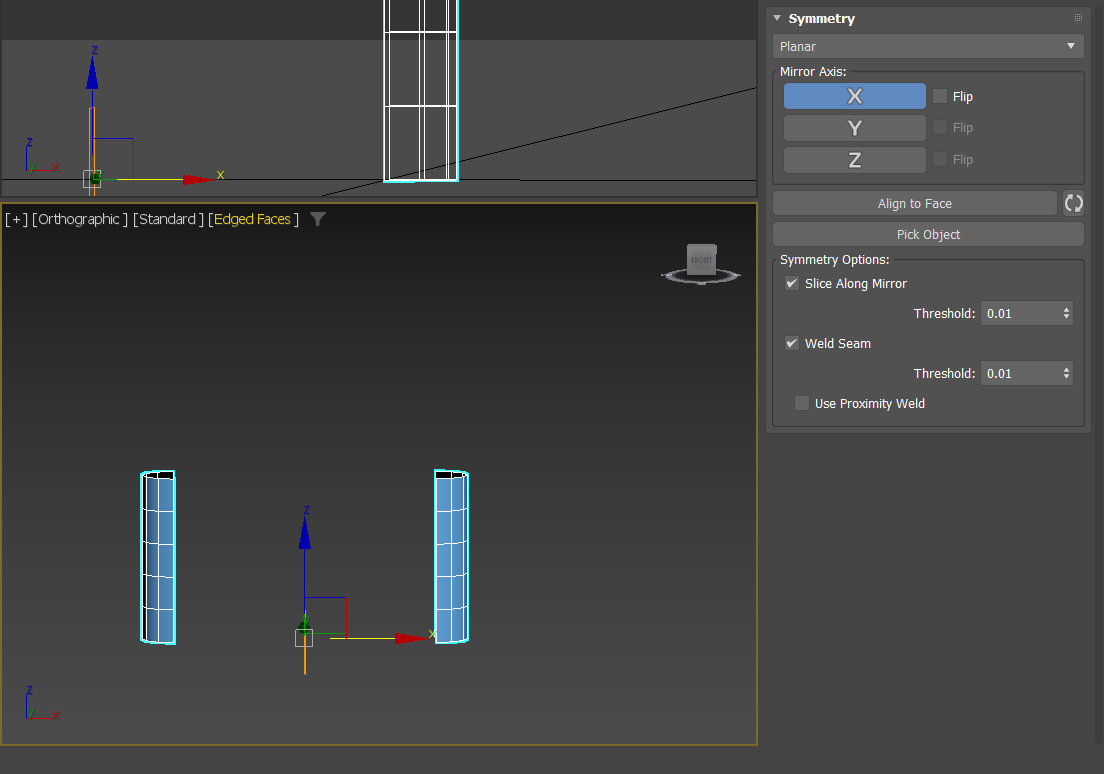 Symmetry
Planar
Mirror Axis:
X Flip
Y Flip
Z Flip
Align to Face
Pick Object
Symmetry Options:
Slice Along Mirror
Threshold: 0.01
Weld Seam
Threshold: 0.01
Use Proximity Weld
z
x
z
y x
[+] [Orthographic ] [Standard ] [Edged Faces ]
FRONT
z
x
z
y x